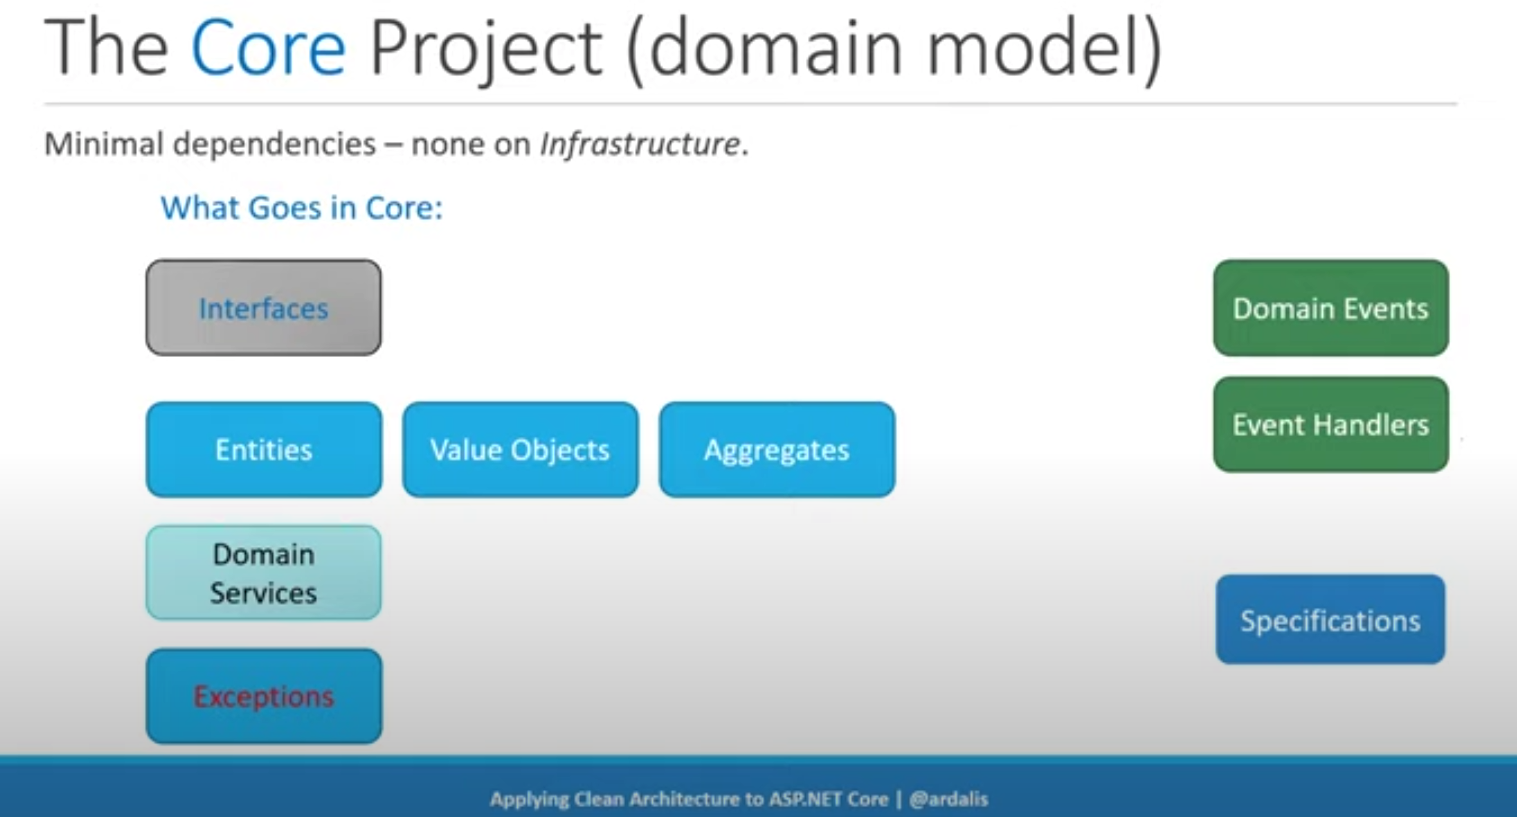 The Core Project (domain model)
Minimal dependencies – none on Infrastructure.
What Goes in Core:
Interfaces
Domain Events
Event Handlers
Entities
Value Objects
Aggregates
Domain
Services
Specifications
Exceptions
Applying Clean Architecture to ASP.NET Core | @ardalis